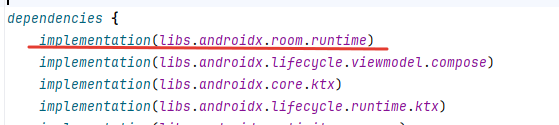 dependencies {
implementation(libs.androidx.room.runtime)
implementation(libs.androidx.lifecycle.viewmodel.compose)
implementation(libs.androidx.core.ktx)
implementation(libs.androidx.lifecycle.runtime.ktx)